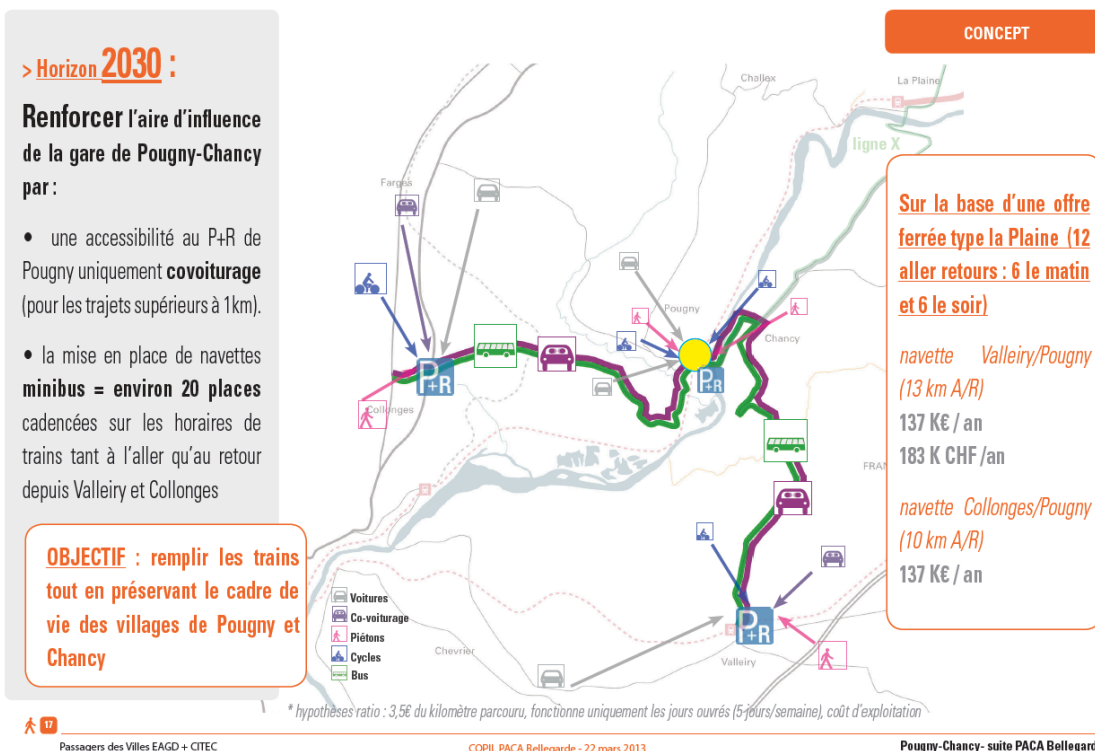 CONCEPT
> Horizon 2030 :
Renforcer l'aire d'influence
de la gare de Pougny-Chancy
par :
• une accessibilité au P+R de
Pougny uniquement covoiturage
(pour les trajets supérieurs à 1km).
• la mise en place de navettes
minibus = environ 20 places
cadencées sur les horaires de
trains tant à l'aller qu'au retour
depuis Valleiry et Collonges
OBJECTIF : remplir les trains
tout en préservant le cadre de
vie des villages de Pougny et
Chancy
Challex
La Plaine
ligne X
Farges
Pougny
Chancy
P+R
P+R
Collonges
FRAN
P+R
Valleiry
Chevrier
Voitures
Co-voiturage
Piétons
Cycles
Bus
Sur la base d'une offre
ferrée type la Plaine (12
aller retours : 6 le matin
et 6 le soir)
navette Valleiry/Pougny
(13 km A/R)
137 K€ / an
183 K CHF /an
navette Collonges/Pougny
(10 km A/R)
137 K€ / an
* hypothèses ratio : 3,5€ du kilomètre parcouru, fonctionne uniquement les jours ouvrés (5 jours/semaine), coût d'exploitation
17
Passagers des Villes EAGD + CITEC
COPIL PACA Bellegarde - 22 mars 2013
Pougny-Chancy- suite PACA Bellegard